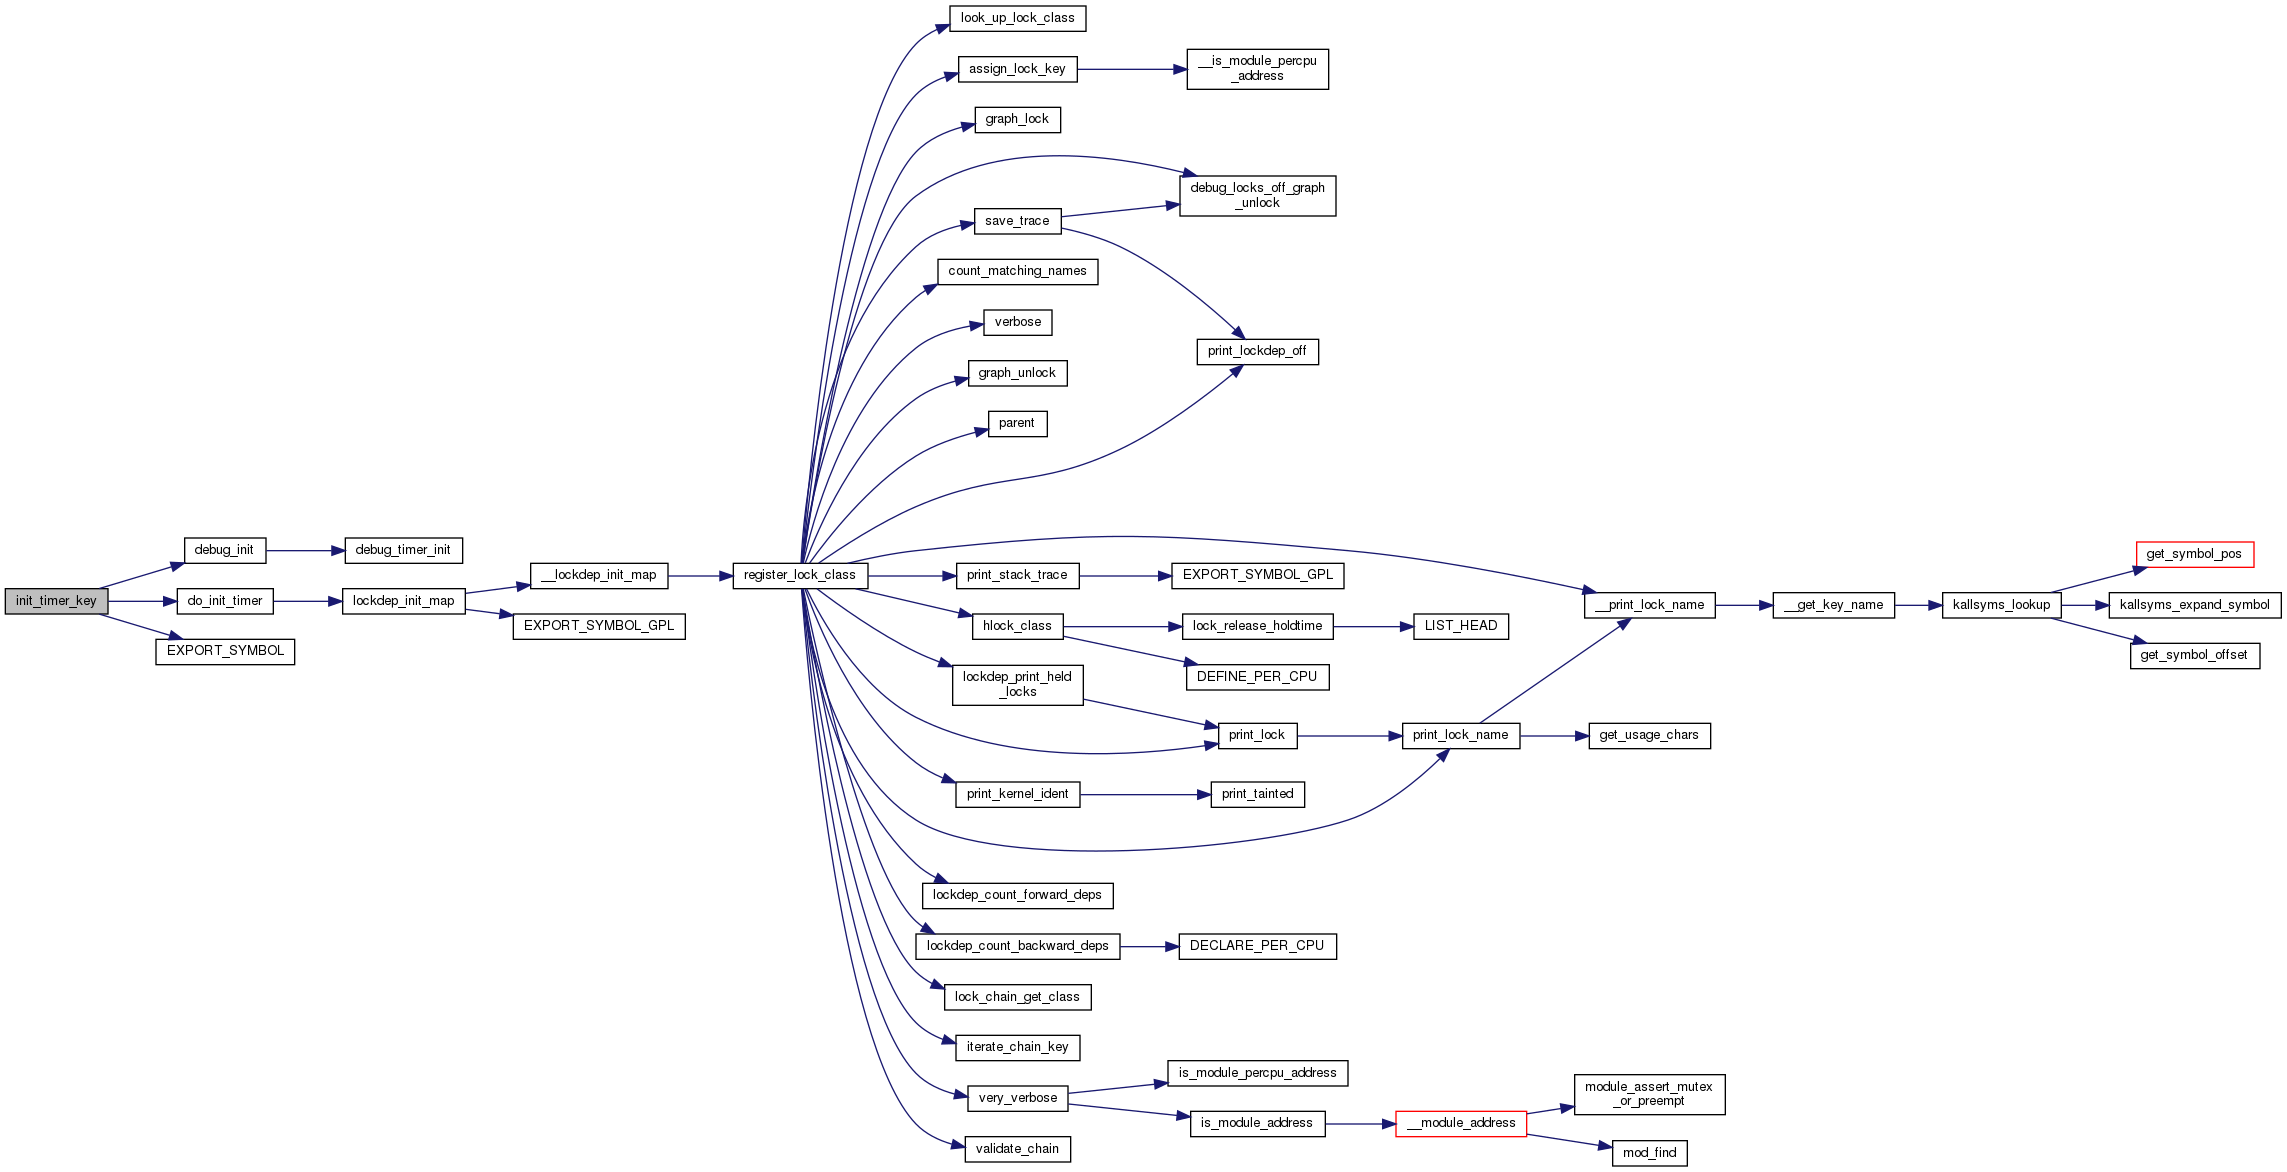 init_timer_key
debug_init
do_init_timer
EXPORT_SYMBOL
debug_timer_init
lockdep_init_map
__lockdep_init_map
EXPORT_SYMBOL_GPL
register_lock_class
look_up_lock_class
assign_lock_key
graph_lock
save_trace
count_matching_names
verbose
graph_unlock
parent
print_stack_trace
hlock_class
lockdep_print_held
_locks
print_kernel_ident
lockdep_count_forward_deps
lockdep_count_backward_deps
lock_chain_get_class
iterate_chain_key
very_verbose
validate_chain
__is_module_percpu
_address
debug_locks_off_graph
_unlock
print_lockdep_off
EXPORT_SYMBOL_GPL
lock_release_holdtime
DEFINE_PER_CPU
print_lock
print_tainted
DECLARE_PER_CPU
is_module_percpu_address
is_module_address
LIST_HEAD
print_lock_name
__module_address
__print_lock_name
get_usage_chars
module_assert_mutex
_or_preempt
mod_find
__get_key_name
kallsyms_lookup
get_symbol_pos
kallsyms_expand_symbol
get_symbol_offset